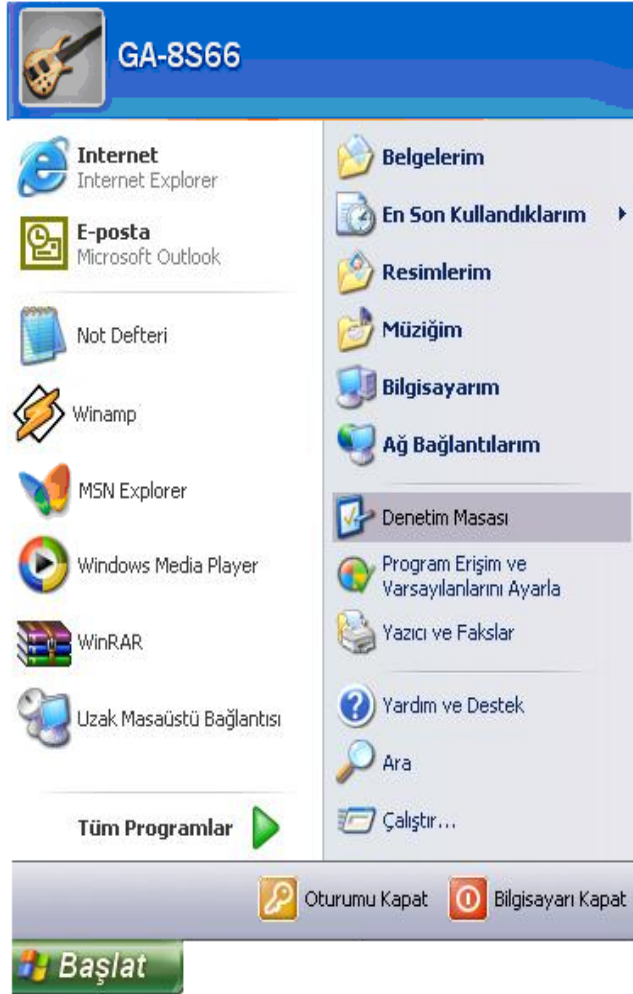 GA-8S66
Internet
Internet Explorer
E-posta
Microsoft Outlook
Not Defteri
Winamp
MSN Explorer
Windows Media Player
WinRAR
Uzak Masaüstü Bağlantısı
Tüm Programlar
Belgelerim
En Son Kullandıklarım
Resimlerim
Müziğim
Bilgisayarım
Ağ Bağlantılarım
Denetim Masası
Program Erişim ve
Varsayılanlarını Ayarla
Yazıcı ve Fakslar
Yardım ve Destek
Ara
Çalıştır...
Oturumu Kapat
Bilgisayarı Kapat
Başlat